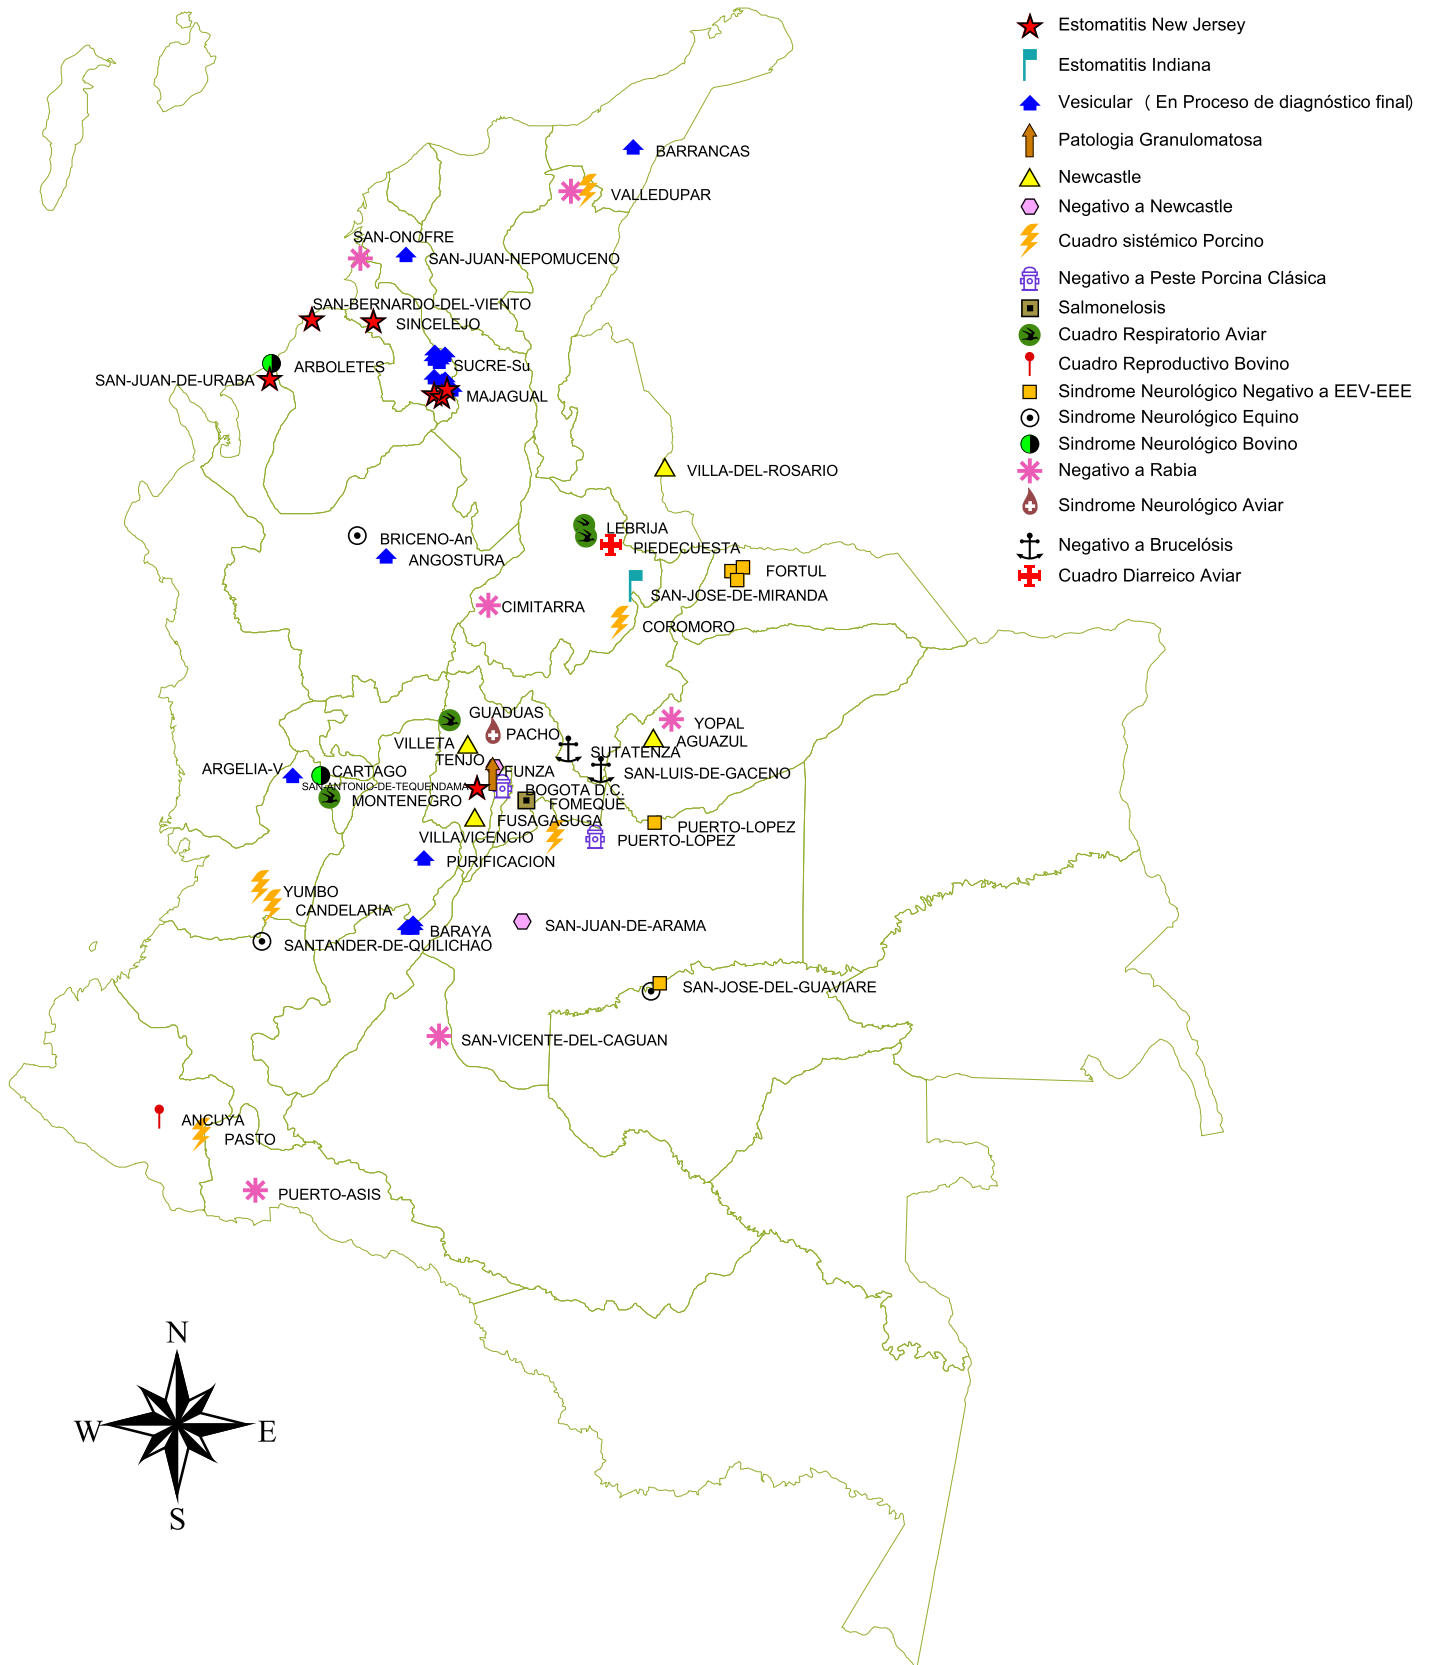 Estomatitis New Jersey
Estomatitis Indiana
Vesicular ( En Proceso de diagnóstico final)
Patologia Granulomatosa
Newcastle
Negativo a Newcastle
Cuadro sistémico Porcino
Negativo a Peste Porcina Clásica
Salmonelosis
Cuadro Respiratorio Aviar
Cuadro Reproductivo Bovino
Sindrome Neurológico Negativo a EEV-EEE
Sindrome Neurológico Equino
Sindrome Neurológico Bovino
Negativo a Rabia
Sindrome Neurológico Aviar
Negativo a Brucelósis
Cuadro Diarreico Aviar
BARRANCAS
VALLEDUPAR
SAN-ONOFRE
SAN-JUAN-NEPOMUCENO
SAN-BERNARDO-DEL-VIENTO
SINCELEJO
ARBOLETES
SUCRE-Su
SAN-JUAN-DE-URABA
MAJAGUAL
VILLA-DEL-ROSARIO
LEBRIJA
BRICENO-An
PIEDECUESTA
ANGOSTURA
FORTUL
SAN-JOSE-DE-MIRANDA
CIMITARRA
COROMORO
GUADUAS
YOPAL
PACHO
VILLETA
AGUAZUL
SUTATENZA
TENJO
ARGELIA-V
CARTAGO
FUNZA
SAN-LUIS-DE-GACENO
SAN-ANTONIO-DE-TEQUENDAMA
BOGOTA D.C.
MONTENEGRO
FOMEQUE
FUSAGASUGA
PUERTO-LOPEZ
VILLAVICENCIO
PUERTO-LOPEZ
PURIFICACION
YUMBO
CANDELARIA
SAN-JUAN-DE-ARAMA
BARAYA
SANTANDER-DE-QUILICHAO
SAN-JOSE-DEL-GUAVIARE
SAN-VICENTE-DEL-CAGUAN
ANCUYA
PASTO
PUERTO-ASIS
N
W
E
S